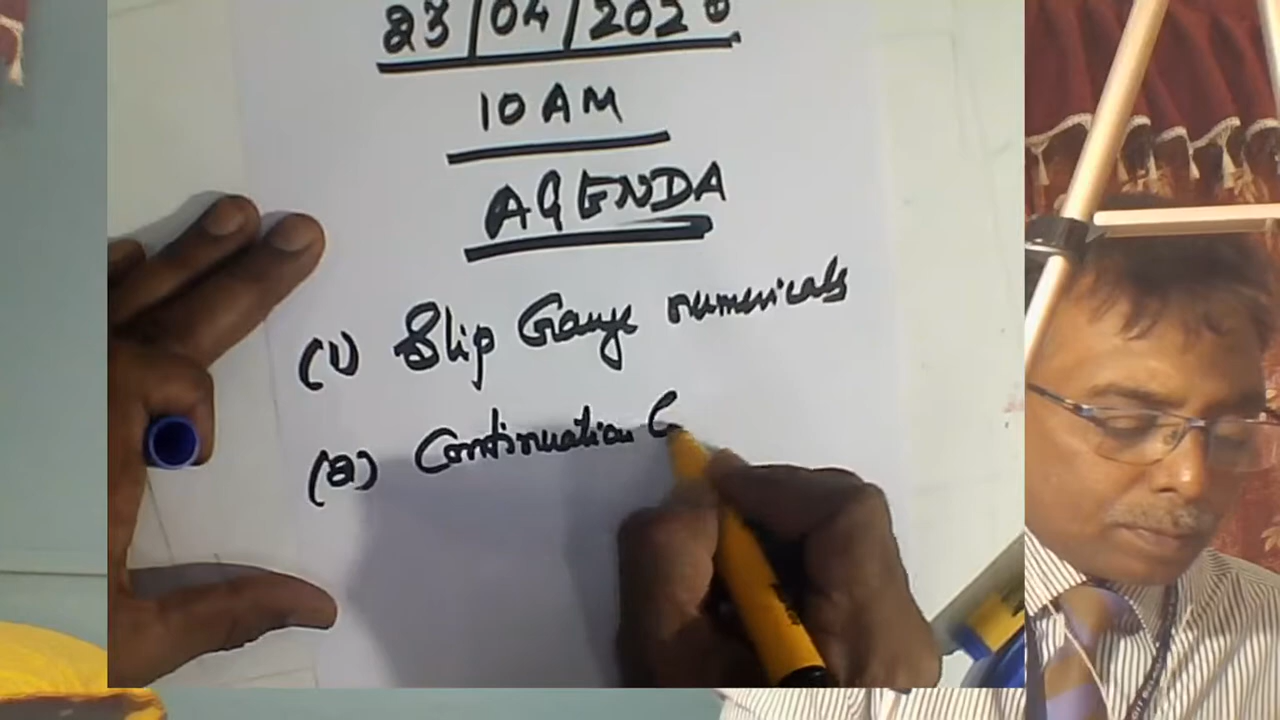 23/04/2020
10 AM
AGENDA
(1) Slip Gauge numericals
(2) Continuation G